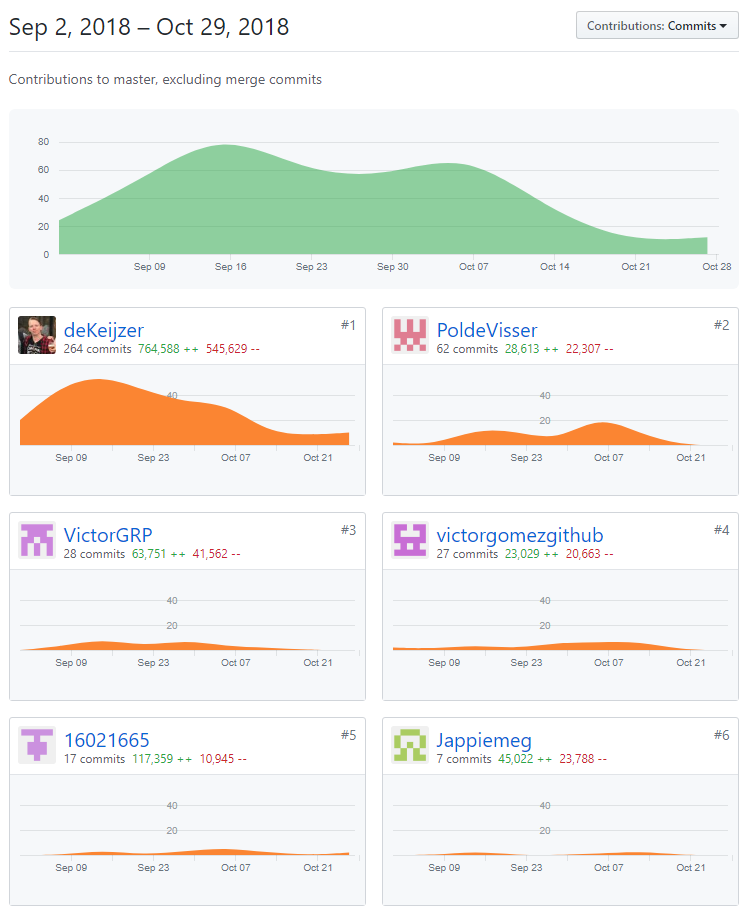 Sep 2, 2018 – Oct 29, 2018
Contributions: Commits
Contributions to master, excluding merge commits
80
60
40
20
0
Sep 09 Sep 16 Sep 23 Sep 30 Oct 07 Oct 14 Oct 21 Oct 28
deKeijzer #1
264 commits 764,588 ++ 545,629 --
40
Sep 09 Sep 23 Oct 07 Oct 21
PoldeVisser #2
62 commits 28,613 ++ 22,307 --
40
20
Sep 09 Sep 23 Oct 07 Oct 21
VictorGRP #3
28 commits 63,751 ++ 41,562 --
40
20
Sep 09 Sep 23 Oct 07 Oct 21
victorgomezgithub #4
27 commits 23,029 ++ 20,663 --
40
20
Sep 09 Sep 23 Oct 07 Oct 21
16021665 #5
17 commits 117,359 ++ 10,945 --
40
20
Sep 09 Sep 23 Oct 07 Oct 21
Jappiemeg #6
7 commits 45,022 ++ 23,788 --
40
20
Sep 09 Sep 23 Oct 07 Oct 21